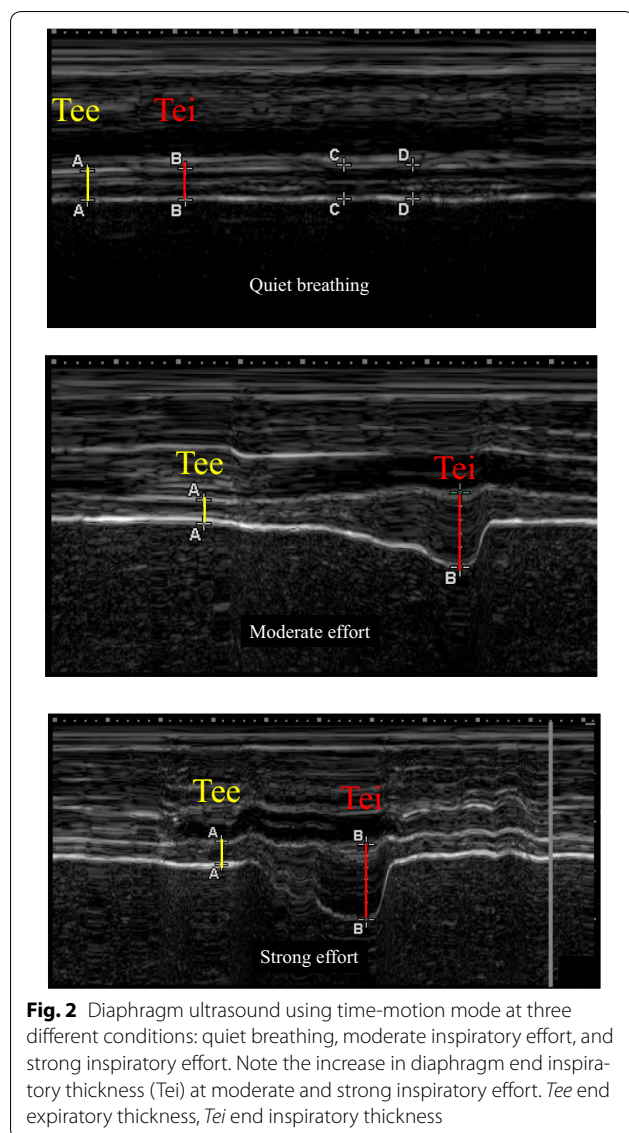 Tee Tei
A B C D
A B C D
Quiet breathing
Tee Tei
A
A
B
Moderate effort
Tee Tei
A B
A
B
Strong effort
Fig. 2 Diaphragm ultrasound using time-motion mode at three
different conditions: quiet breathing, moderate inspiratory effort, and
strong inspiratory effort. Note the increase in diaphragm end inspira-
tory thickness (Tei) at moderate and strong inspiratory effort. Tee end
expiratory thickness, Tei end inspiratory thickness